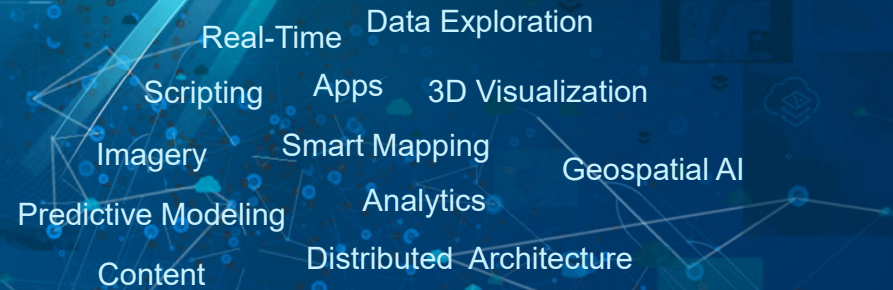 Data Exploration
Real-Time
Scripting
Apps
3D Visualization
Imagery
Smart Mapping
Geospatial AI
Predictive Modeling
Analytics
Content
Distributed  Architecture